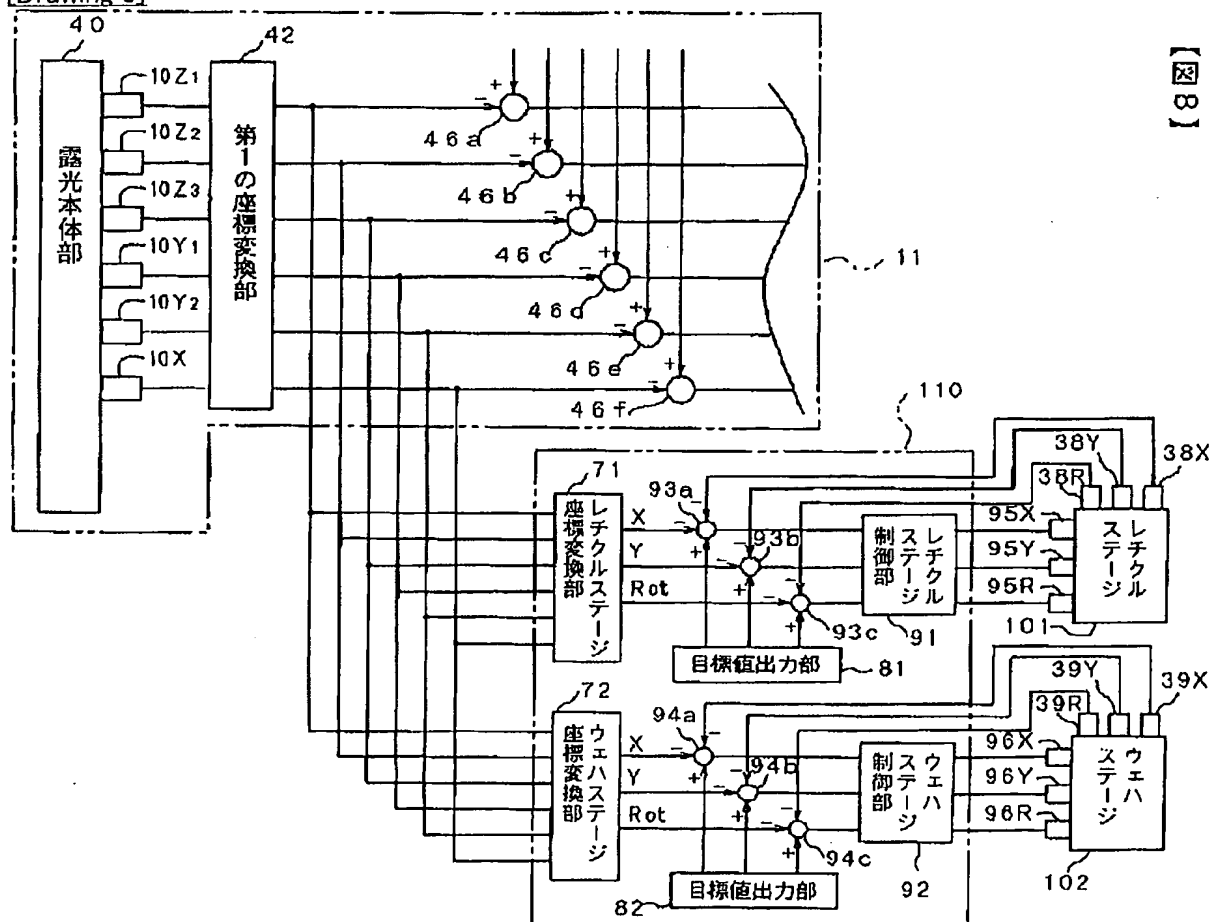 【図8】
40
42
10Z1
10Z2
10Z3
10Y1
10Y2
10X
露光本体部
第1の座標変換部
46a
46b
46c
46d
46e
46f
11
110
71
レチクルステージ
座標変換部
X
Y
Rot
93a
93b
93c
レチクル
ステージ
制御部
91
目標値出力部
81
38R
38Y
38X
95X
95Y
95R
レチクル
ステージ
101
72
ウェハステージ
座標変換部
X
Y
Rot
94a
94b
94c
ウェハ
ステージ
制御部
92
目標値出力部
82
39R
39Y
39X
96X
96Y
96R
ウェハ
ステージ
102